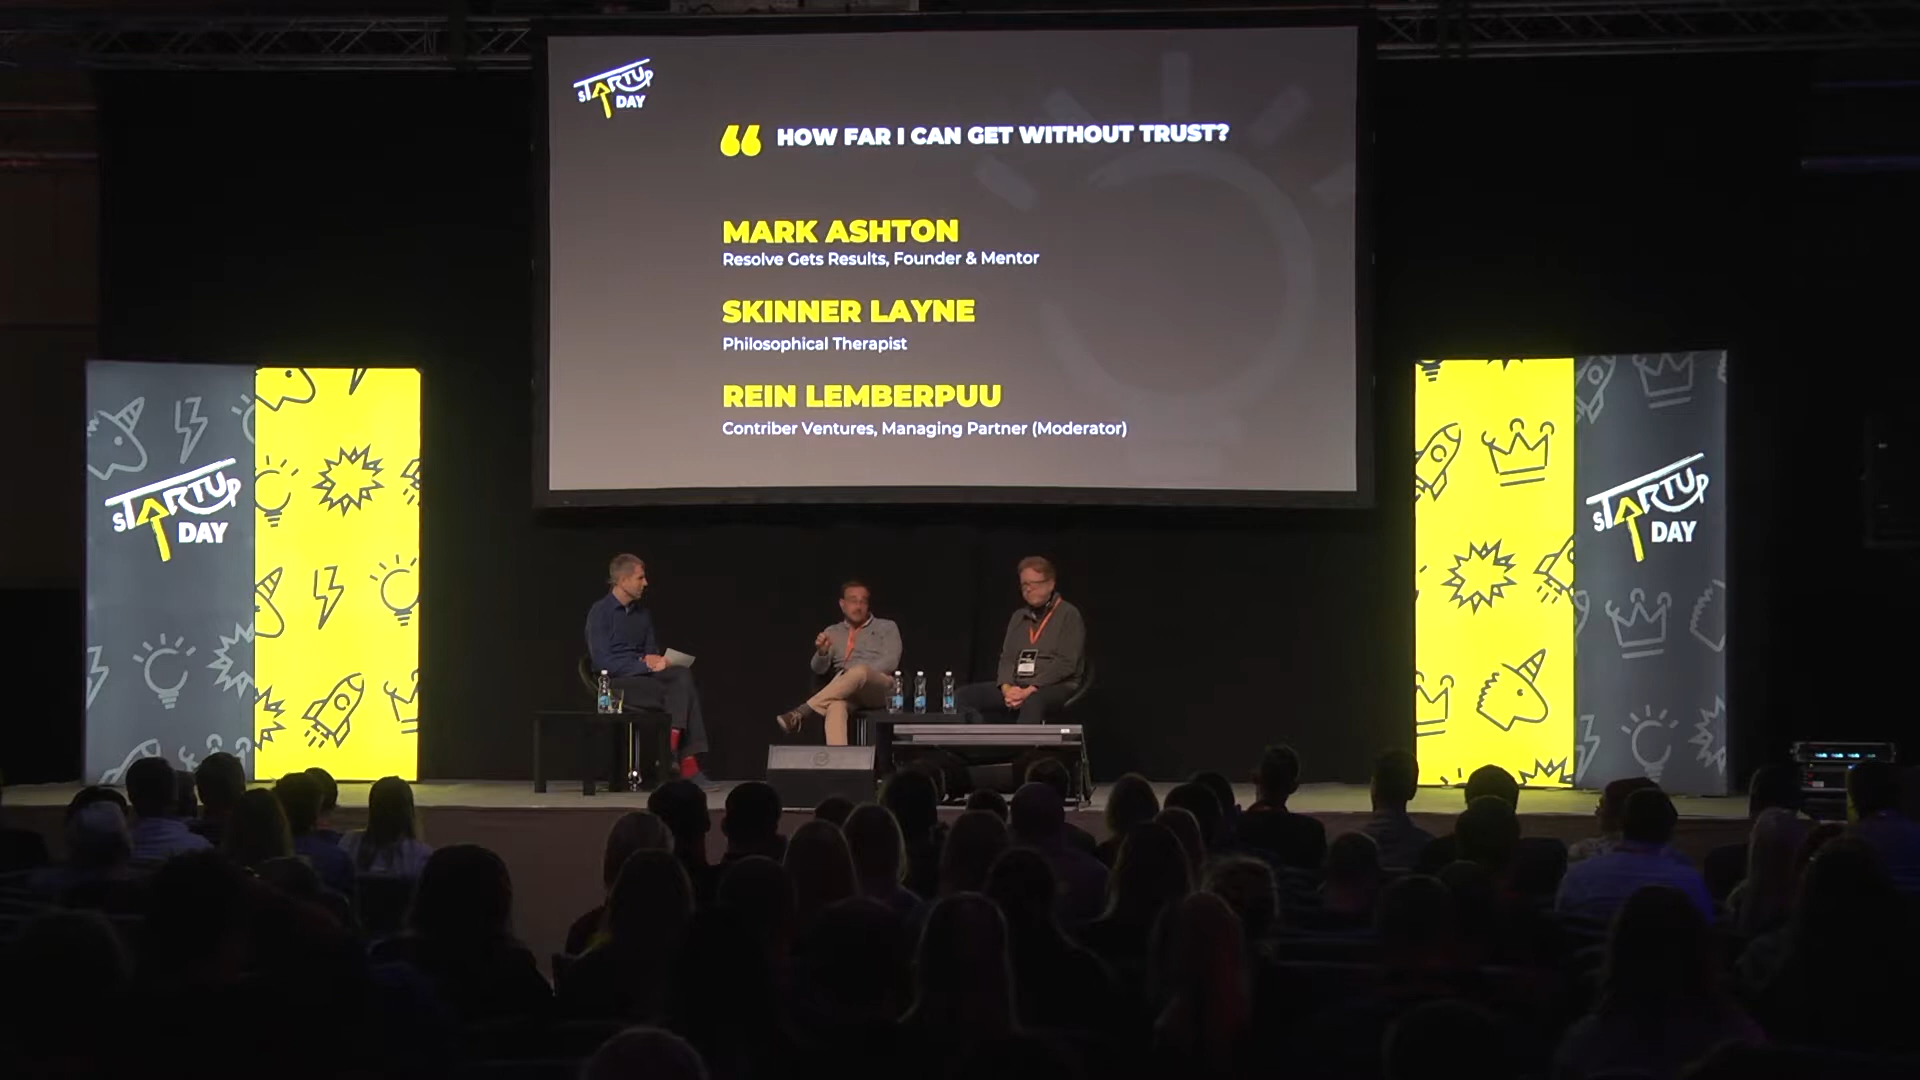 STARTUP
DAY
“ HOW FAR I CAN GET WITHOUT TRUST?
MARK ASHTON
Resolve Gets Results, Founder & Mentor
SKINNER LAYNE
Philosophical Therapist
REIN LEMBERPUU
Contriber Ventures, Managing Partner (Moderator)
STARTUP
DAY
STARTUP
DAY